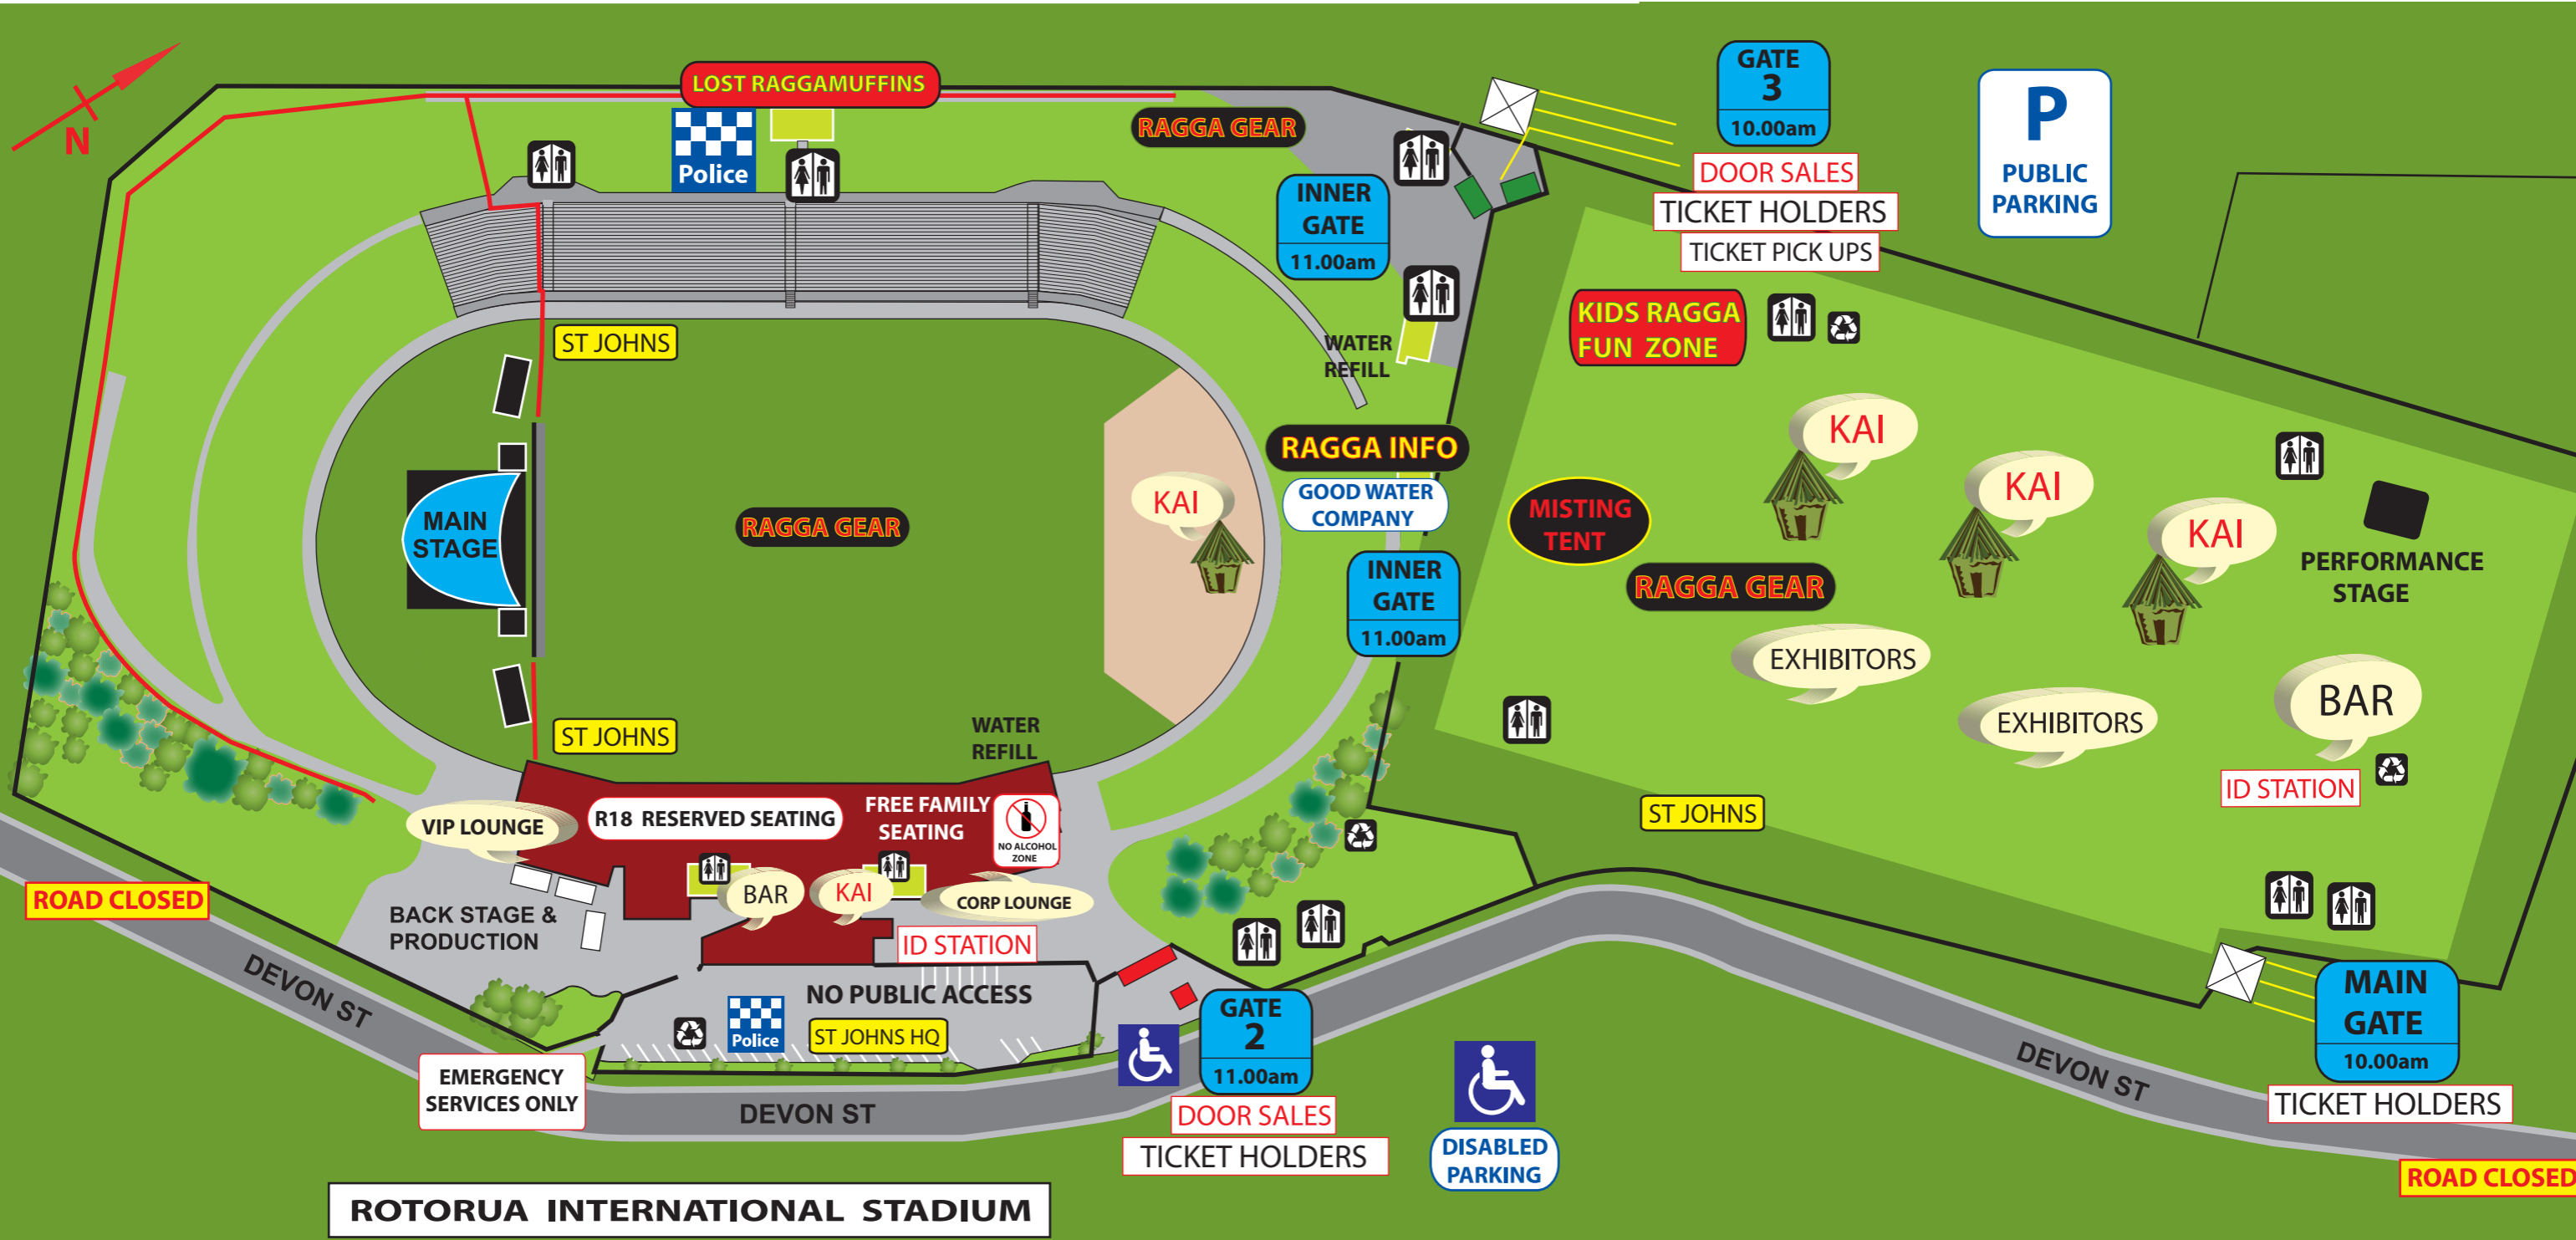 N
LOST RAGGAMUFFINS
Police
RAGGA GEAR
GATE
3
10.00am
DOOR SALES
TICKET HOLDERS
TICKET PICK UPS
P
PUBLIC
PARKING
INNER
GATE
11.00am
KIDS RAGGA
FUN ZONE
ST JOHNS
WATER
REFILL
KAI
KAI
KAI
RAGGA INFO
GOOD WATER
COMPANY
KAI
MISTING
TENT
MAIN
STAGE
RAGGA GEAR
INNER
GATE
11.00am
RAGGA GEAR
PERFORMANCE
STAGE
EXHIBITORS
EXHIBITORS
BAR
ID STATION
ST JOHNS
ST JOHNS
WATER
REFILL
VIP LOUNGE
R18 RESERVED SEATING
FREE FAMILY
SEATING
NO ALCOHOL
ZONE
BAR
KAI
CORP LOUNGE
ROAD CLOSED
BACK STAGE &
PRODUCTION
ID STATION
DEVON ST
NO PUBLIC ACCESS
Police
ST JOHNS HQ
GATE
2
11.00am
DOOR SALES
TICKET HOLDERS
MAIN
GATE
10.00am
TICKET HOLDERS
DEVON ST
EMERGENCY
SERVICES ONLY
DEVON ST
DISABLED
PARKING
ROAD CLOSED
ROTORUA INTERNATIONAL STADIUM